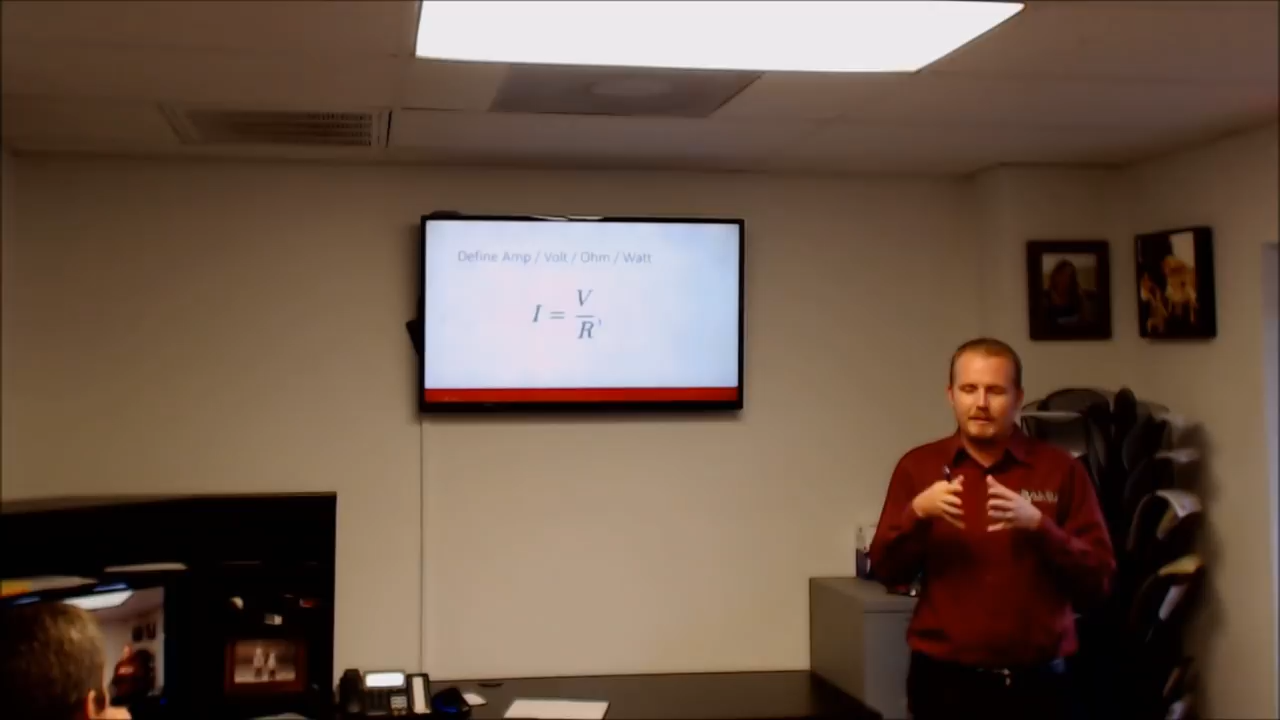 Define Amp / Volt / Ohm / Watt
I = V/R,